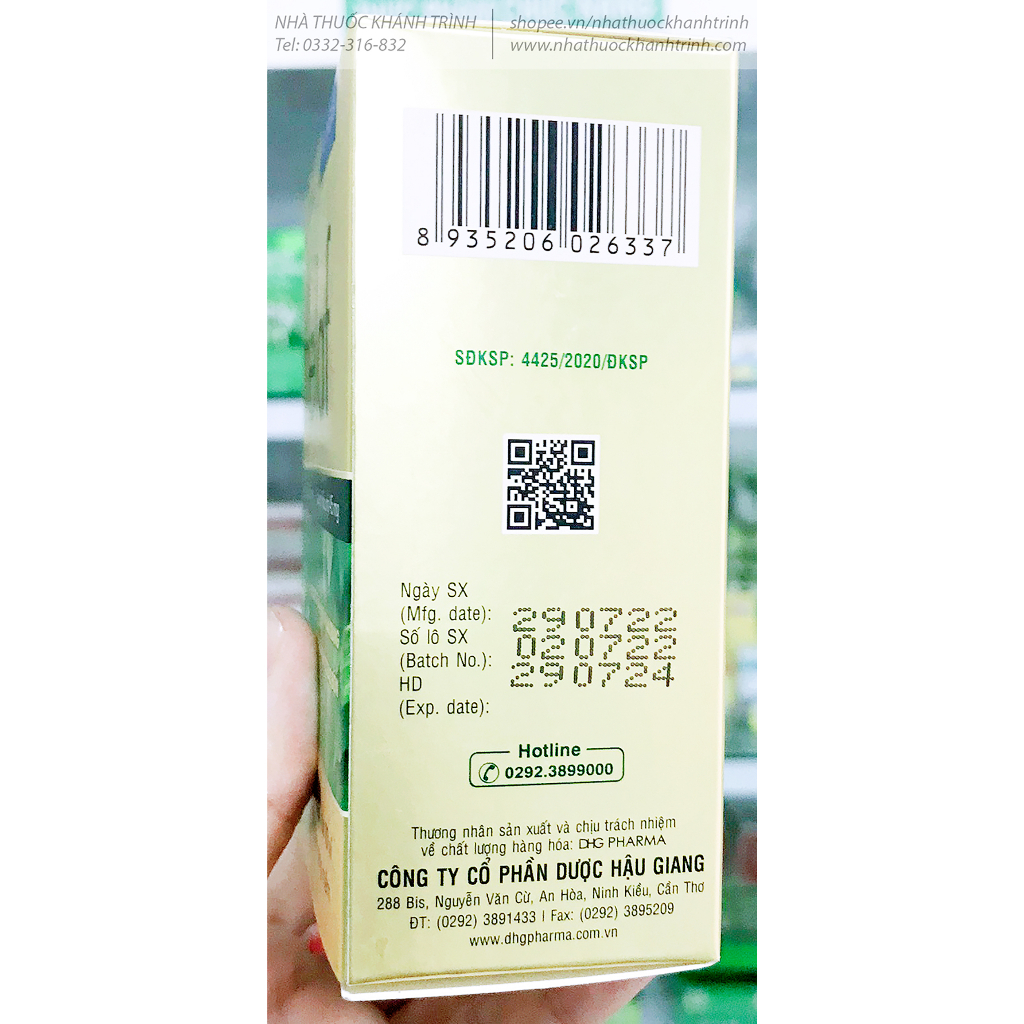 NHÀ THUỐC KHÁNH TRÌNH
Tel: 0332-316-832
shopee.vn/nhathuockhanhtrinh
www.nhathuockhanhtrinh.com
8 935206 026337
SĐKSP: 4425/2020/ĐKSP
Ngày SX
(Mfg. date): 290722
Số lô SX
(Batch No.): 020722
HD
(Exp. date): 290724
Hotline
0292.3899000
Thương nhân sản xuất và chịu trách nhiệm
về chất lượng hàng hóa: DHG PHARMA
CÔNG TY CỔ PHẦN DƯỢC HẬU GIANG
288 Bis, Nguyễn Văn Cừ, An Hòa, Ninh Kiều, Cần Thơ
ĐT: (0292) 3891433 I Fax: (0292) 3895209
www.dhgpharma.com.vn